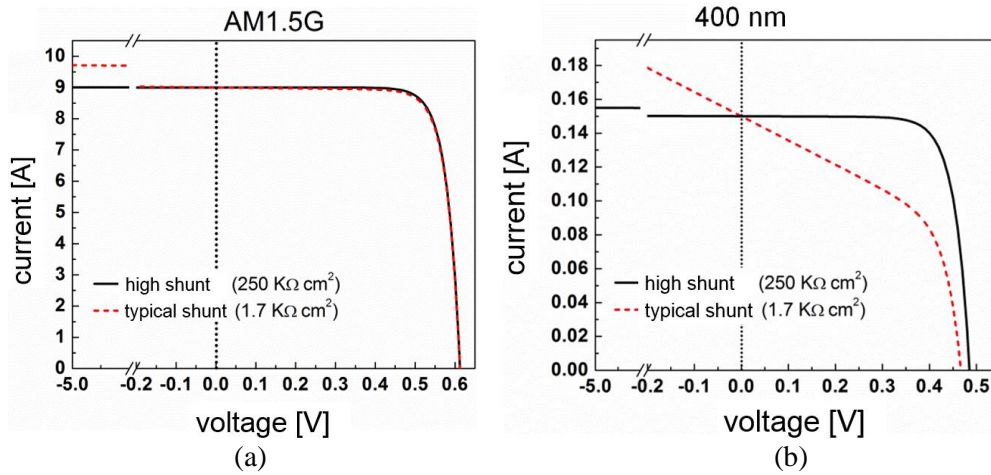 AM1.5G
10
9
8
7
6
5
4
3
9
1
0
current [A]
high shunt (250 KΩ cm²)
typical shunt (1.7 KΩ cm²)
-5.0 -0.2 -0.1 0.0 0.1 0.2 0.3 0.4 0.5 0.6
voltage [V]
(a)
400 nm
0.18
0.16
0.14
0.12
0.10
0.08
0.06
0.04
0.02
0.00
current [A]
high shunt (250 KΩ cm²)
typical shunt (1.7 KΩ cm²)
-5.0 -0.2 -0.1 0.0 0.1 0.2 0.3 0.4 0.5
voltage [V]
(b)